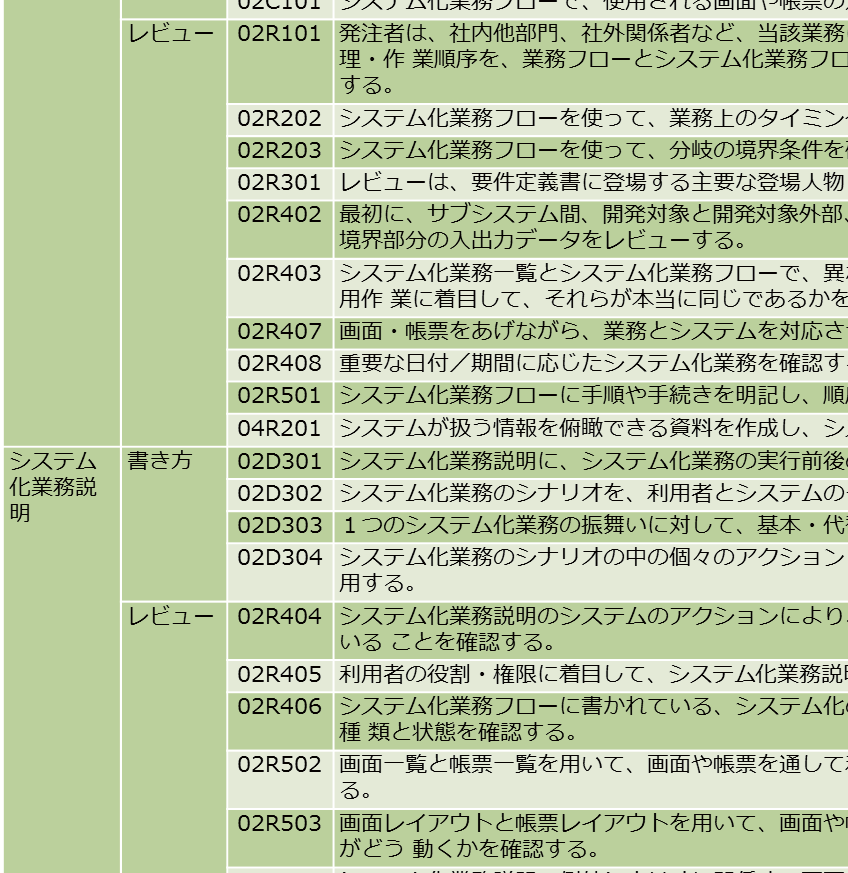 02C101 システム化業務フローで、使用される画面や帳票の
レビュー 02R101 発注者は、社内他部門、社外関係者など、当該業務
理・作 業順序を、業務フローとシステム化業務フロ
する。
02R202 システム化業務フローを使って、業務上のタイミン
02R203 システム化業務フローを使って、分岐の境界条件を
02R301 レビューは、要件定義書に登場する主要な登場人物
02R402 最初に、サブシステム間、開発対象と開発対象外部、
境界部分の入出力データをレビューする。
02R403 システム化業務一覧とシステム化業務フローで、異
用作 業に着目して、それらが本当に同じであるかを
02R407 画面・帳票をあげながら、業務とシステムを対応さ
02R408 重要な日付／期間に応じたシステム化業務を確認す
02R501 システム化業務フローに手順や手続きを明記し、順
04R201 システムが扱う情報を俯瞰できる資料を作成し、シ
システム 書き方 02D301 システム化業務説明に、システム化業務の実行前後
化業務説
明
02D302 システム化業務のシナリオを、利用者とシステムの
02D303 １つのシステム化業務の振舞いに対して、基本・代
02D304 システム化業務のシナリオの中の個々のアクション
用する。
レビュー 02R404 システム化業務説明のシステムのアクションにより
いる ことを確認する。
02R405 利用者の役割・権限に着目して、システム化業務説
02R406 システム化業務フローに書かれている、システム化
種 類と状態を確認する。
02R502 画面一覧と帳票一覧を用いて、画面や帳票を通して
る。
02R503 画面レイアウトと帳票レイアウトを用いて、画面や
がどう 動くかを確認する。